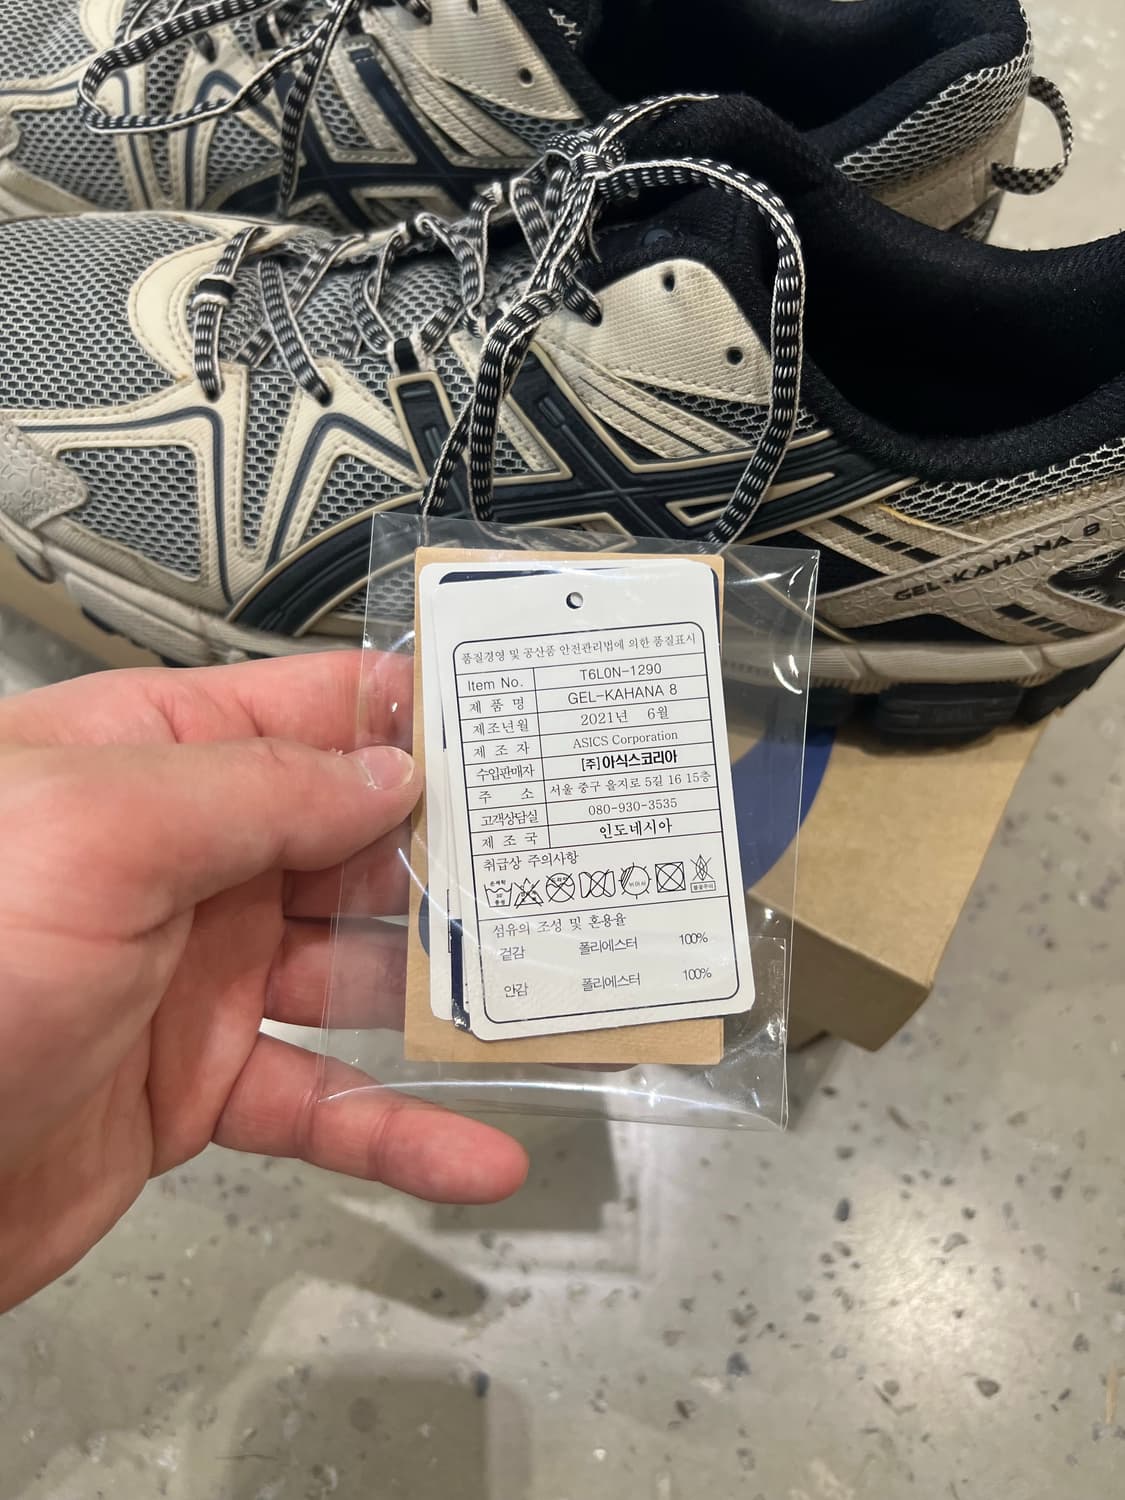 GEL-KAHANA 8
품질경영 및 공산품 안전관리법에 의한 품질표시
Item No. T6L0N-1290
제 품 명 GEL-KAHANA 8
제조년월 2021년 6월
제 조 자 ASICS Corporation
수입판매자 [주]아식스코리아
주 소 서울 중구 을지로 5길 16 15층
고객상담실 080-930-3535
제 조 국 인도네시아
취급상 주의사항
섬유의 조성 및 혼용율
겉감 폴리에스터 100%
안감 폴리에스터 100%